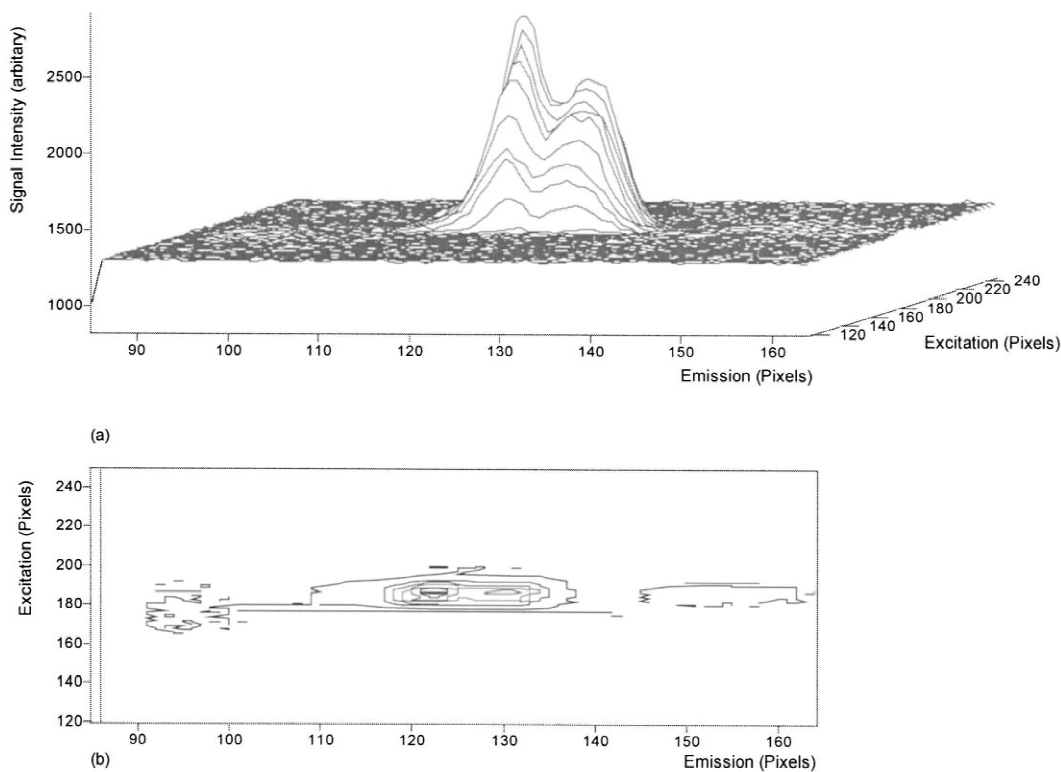 Signal Intensity (arbitary)
2500
2000
1500
1000
90 100 110 120 130 140 150 160
Emission (Pixels)
120 140 160 180 200 220 240
Excitation (Pixels)
(a)
Excitation (Pixels)
240
220
200
180
160
140
120
90 100 110 120 130 140 150 160
(b)
Emission (Pixels)